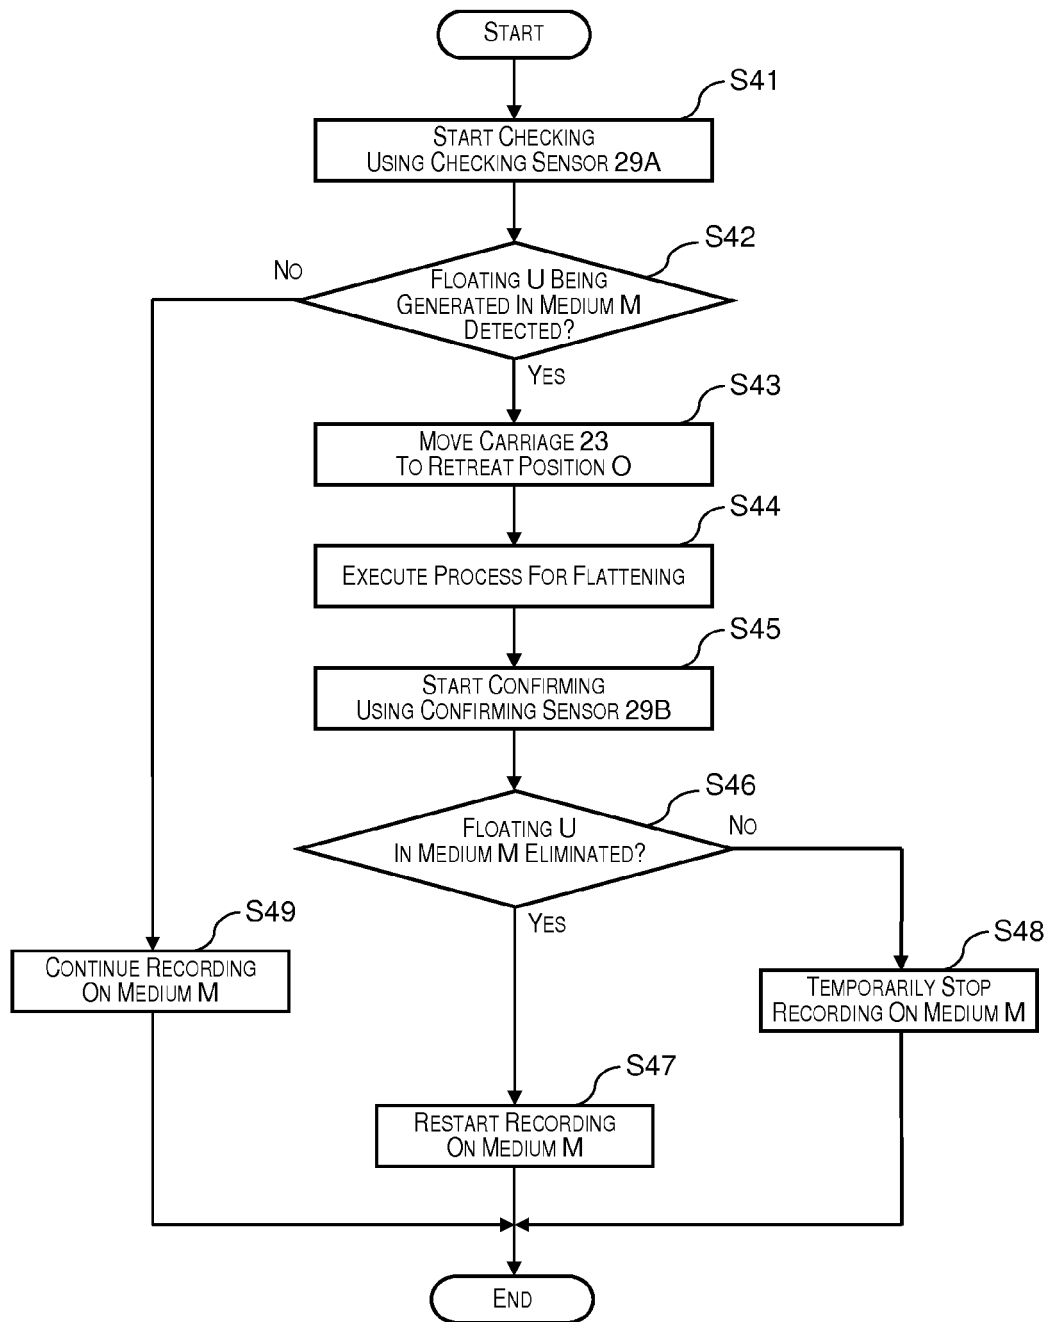 START
S41
START CHECKING
USING CHECKING SENSOR 29A
S42
NO
FLOATING U BEING
GENERATED IN MEDIUM M
DETECTED?
YES
S43
MOVE CARRIAGE 23
TO RETREAT POSITION O
S44
EXECUTE PROCESS FOR FLATTENING
S45
START CONFIRMING
USING CONFIRMING SENSOR 29B
S46
NO
FLOATING U
IN MEDIUM M ELIMINATED?
YES
S49
CONTINUE RECORDING
ON MEDIUM M
S48
TEMPORARILY STOP
RECORDING ON MEDIUM M
S47
RESTART RECORDING
ON MEDIUM M
END